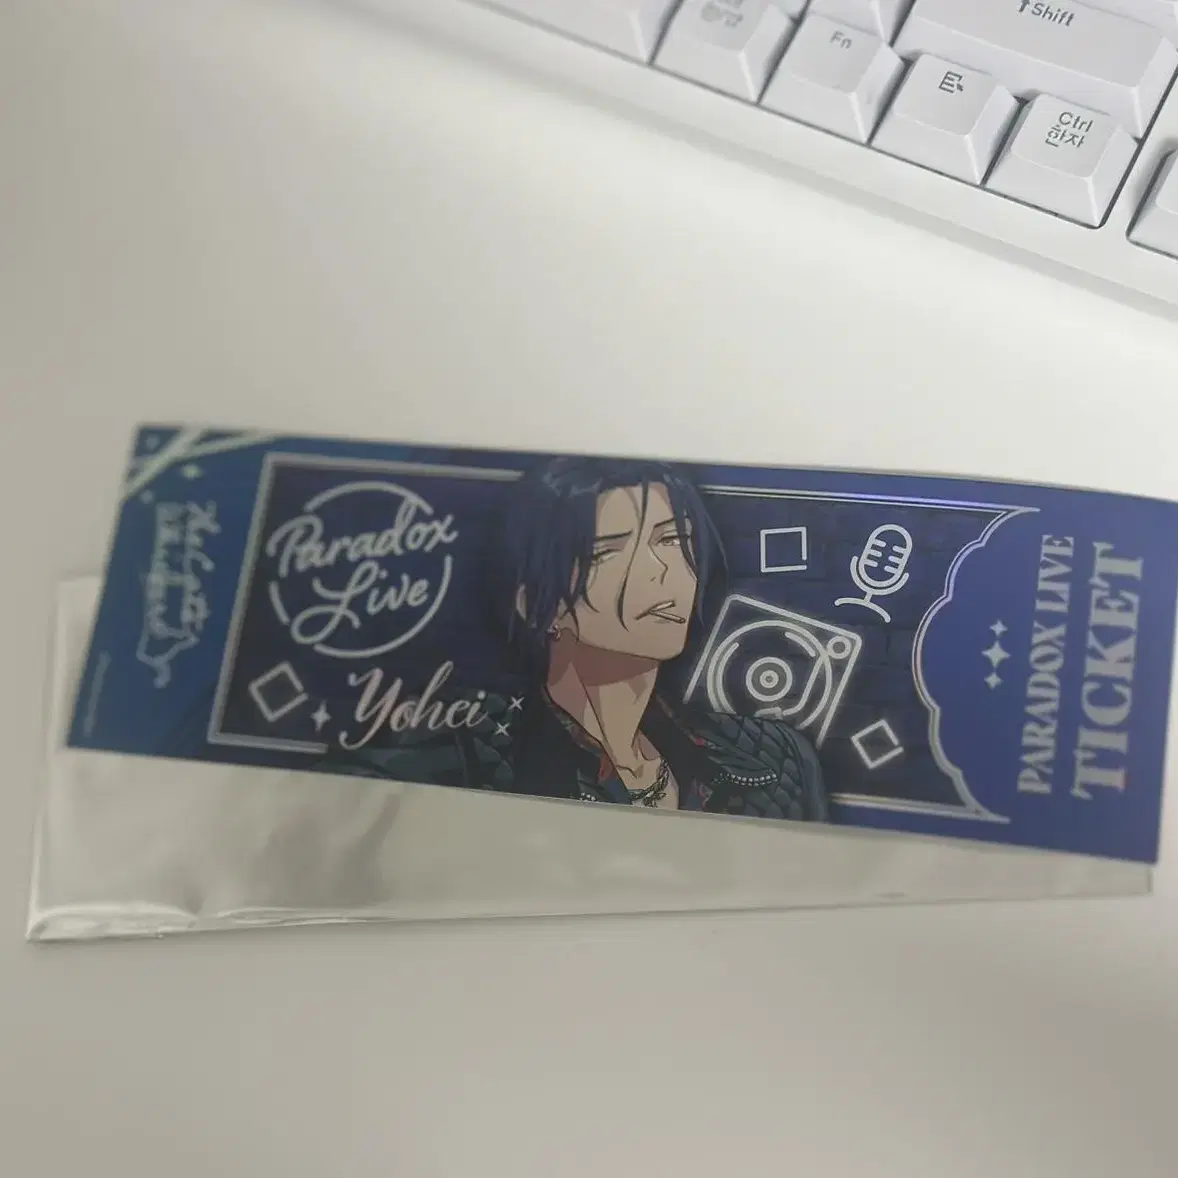 Shift
Fn
Ctrl
한자
Paradox
Live
Yohei
PARADOX LIVE
TICKET